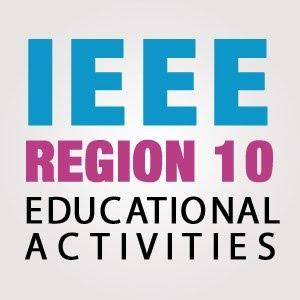 IEEE
REGION 10
EDUCATIONAL
ACTIVITIES